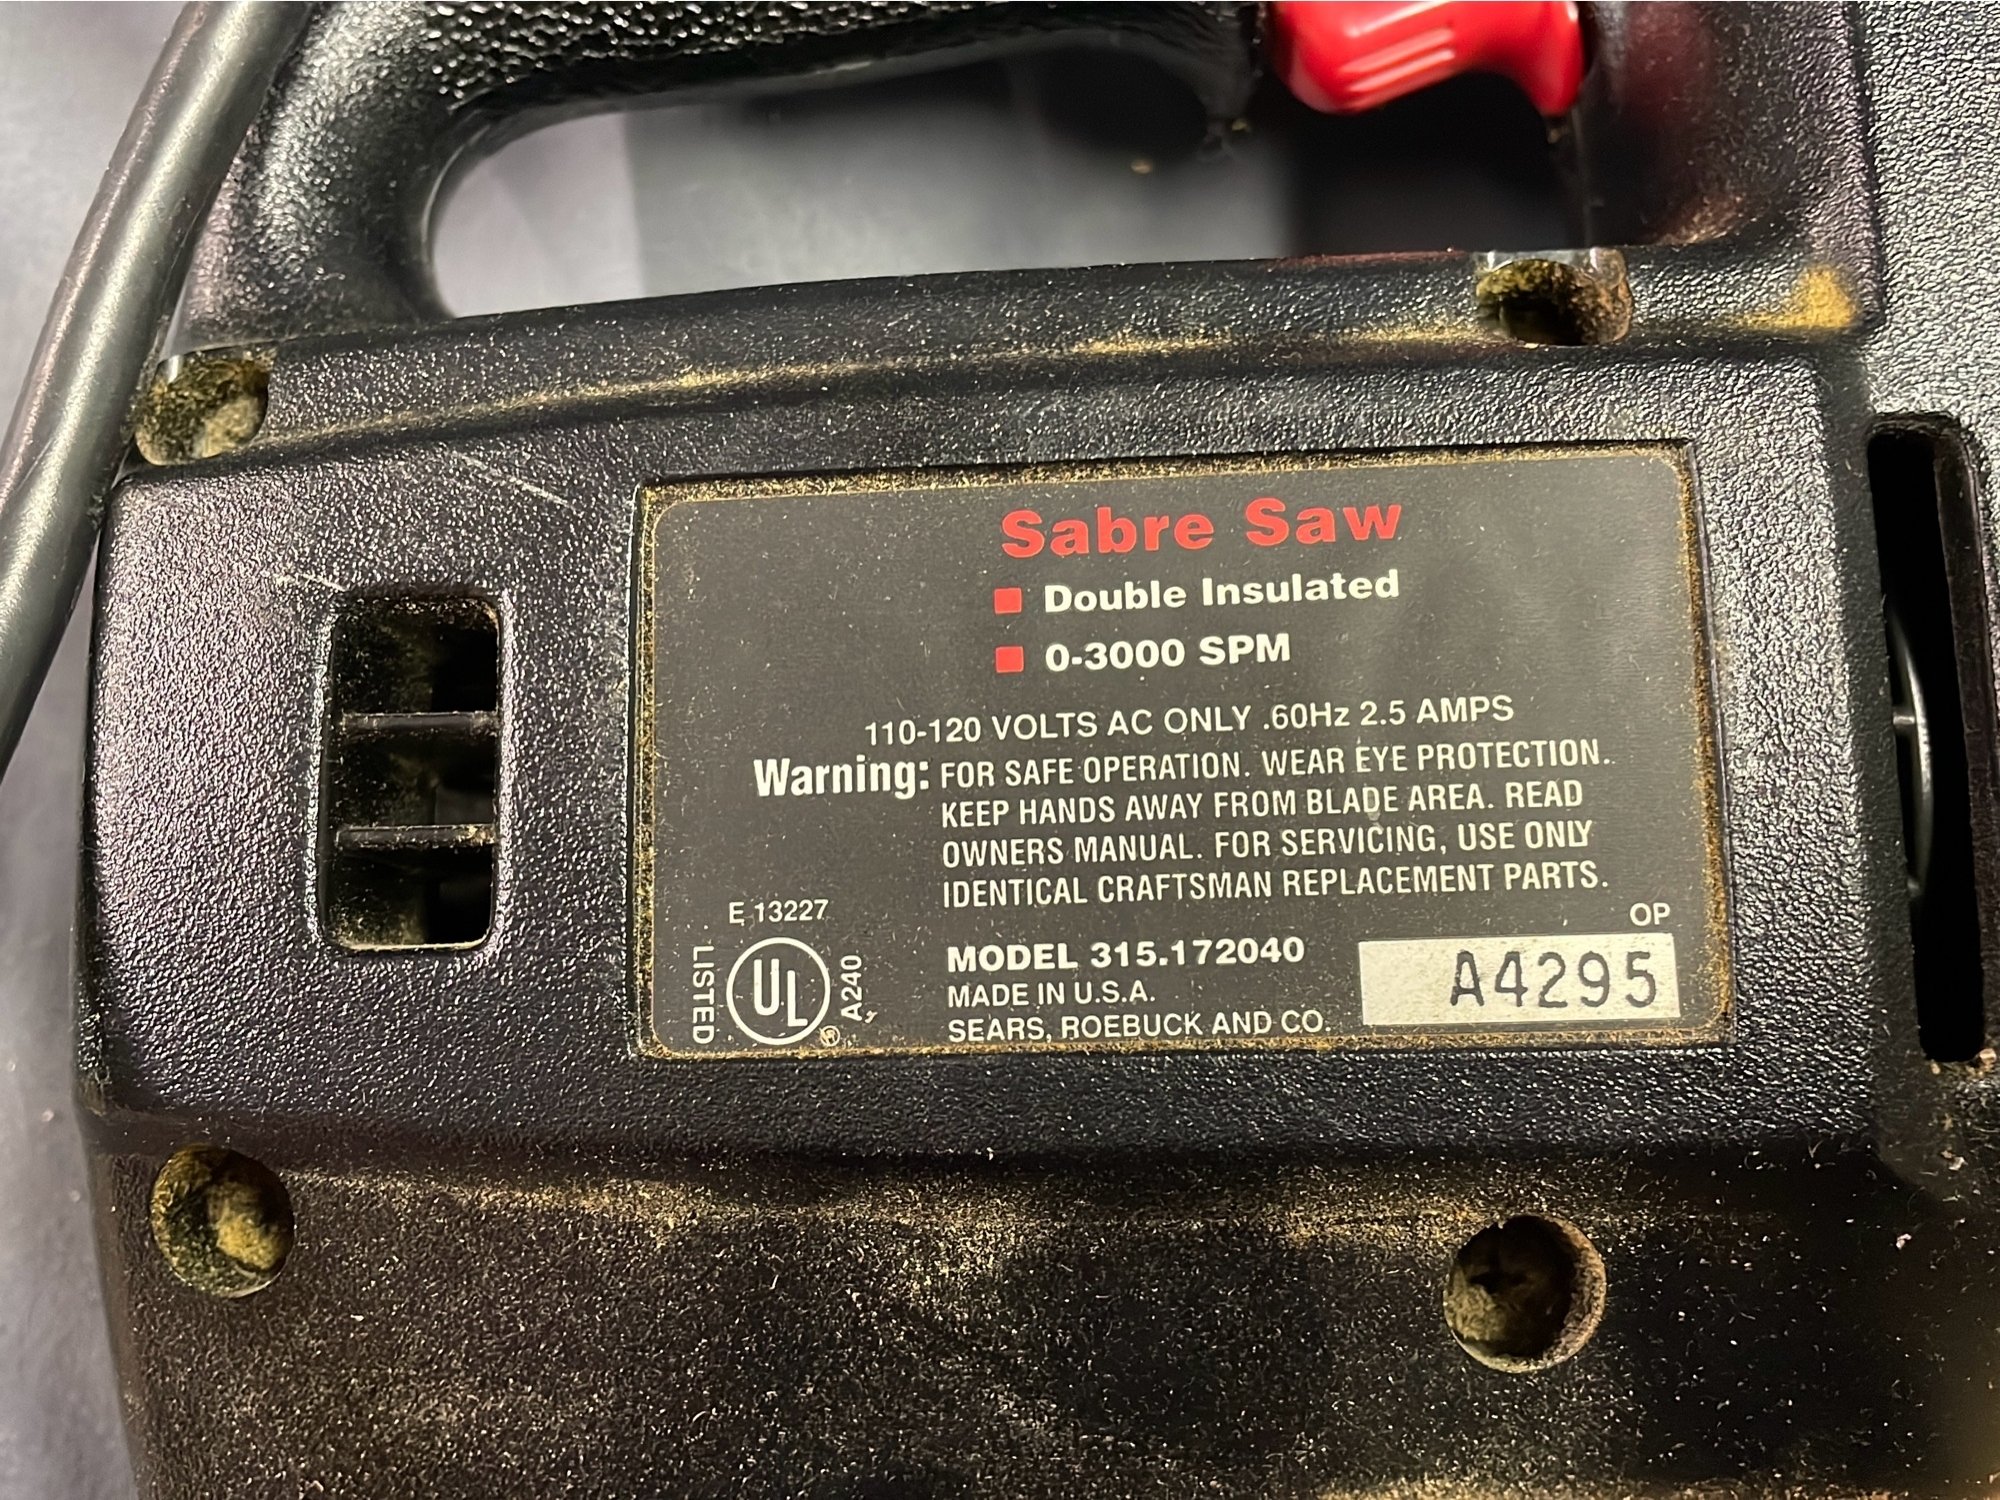 Sabre Saw
Double Insulated
0-3000 SPM
110-120 VOLTS AC ONLY .60Hz 2.5 AMPS
Warning: FOR SAFE OPERATION. WEAR EYE PROTECTION.
KEEP HANDS AWAY FROM BLADE AREA. READ
OWNERS MANUAL. FOR SERVICING, USE ONLY
IDENTICAL CRAFTSMAN REPLACEMENT PARTS.
E 13227
LISTED
UL ®
A240
MODEL 315.172040
MADE IN U.S.A.
SEARS, ROEBUCK AND CO.
OP
A4295